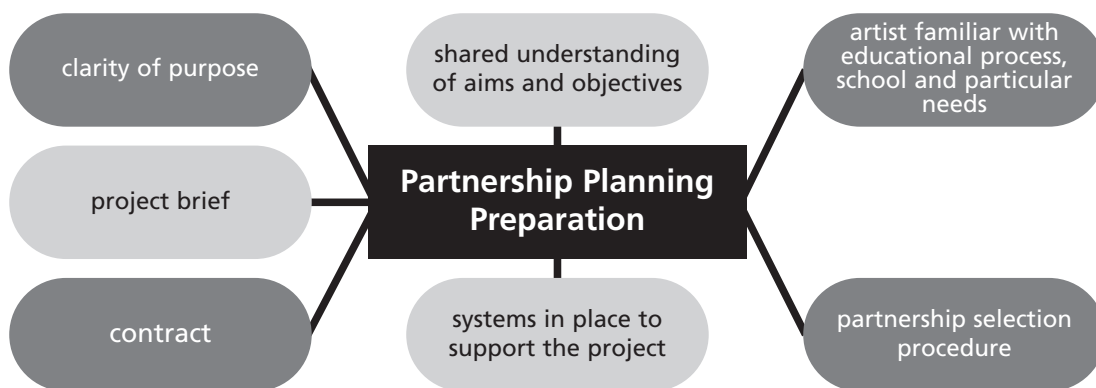 clarity of purpose
shared understanding
of aims and objectives
artist familiar with
educational process,
school and particular
needs
project brief
Partnership Planning
Preparation
contract
systems in place to
support the project
partnership selection
procedure